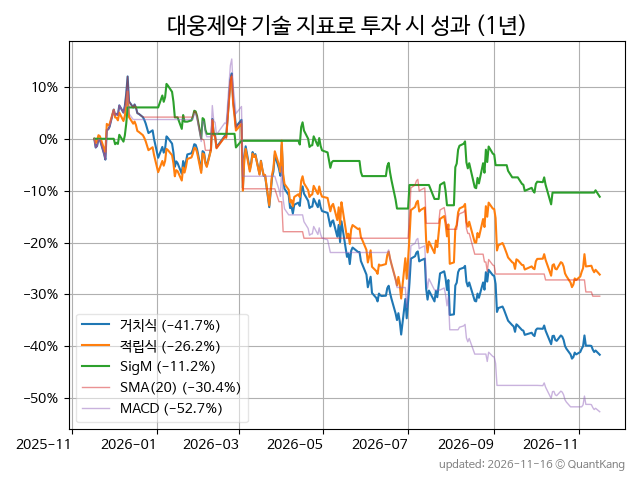 대웅제약 기술 지표로 투자 시 성과 (1년)
10%
0%
−10%
−20%
−30%
−40%
−50%
거치식 (−41.7%)
적립식 (−26.2%)
SigM (−11.2%)
SMA(20) (−30.4%)
MACD (−52.7%)
2025-11 2026-01 2026-03 2026-05 2026-07 2026-09 2026-11
updated: 2026-11-16 © QuantKang